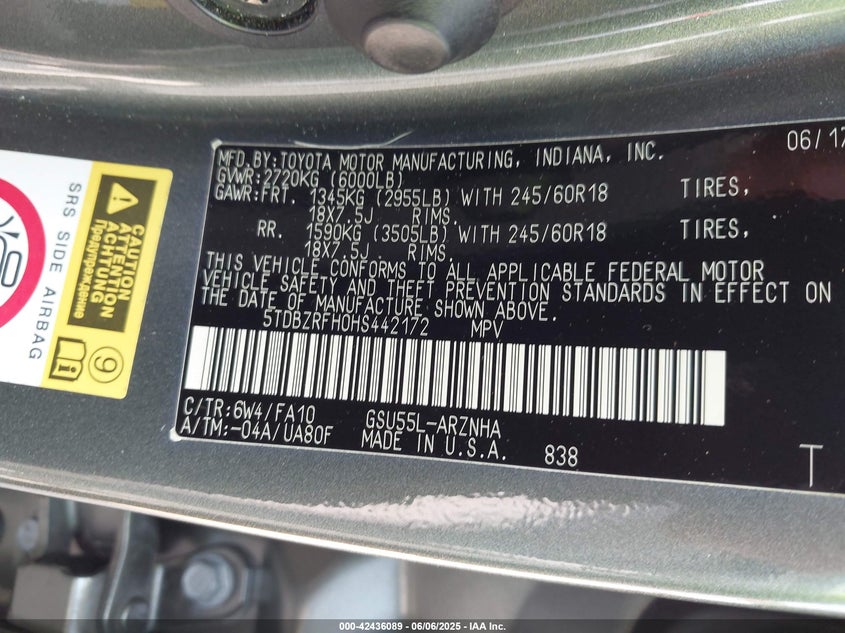 MFD.BY:TOYOTA MOTOR MANUFACTURING, INDIANA, INC. 06/17
GVWR:2720KG (6000LB)
GAWR:FRT. 1345KG (2955LB) WITH 245/60R18 TIRES,
18X7.5J RIMS.
RR. 1590KG (3505LB) WITH 245/60R18 TIRES,
18X7.5J RIMS.
THIS VEHICLE CONFORMS TO ALL APPLICABLE FEDERAL MOTOR
VEHICLE SAFETY AND THEFT PREVENTION STANDARDS IN EFFECT ON
THE DATE OF MANUFACTURE SHOWN ABOVE.
5TDBZRFH0HS442172 MPV
C/TR:6W4/FA10 GSU55L-ARZNHA
A/TM:-04A/UA80F MADE IN U.S.A. 838
T
SRS SIDE AIRBAG
CAUTION
ATTENTION
ACHTUNG
9
000-42436089 - 06/06/2025 - IAA Inc.